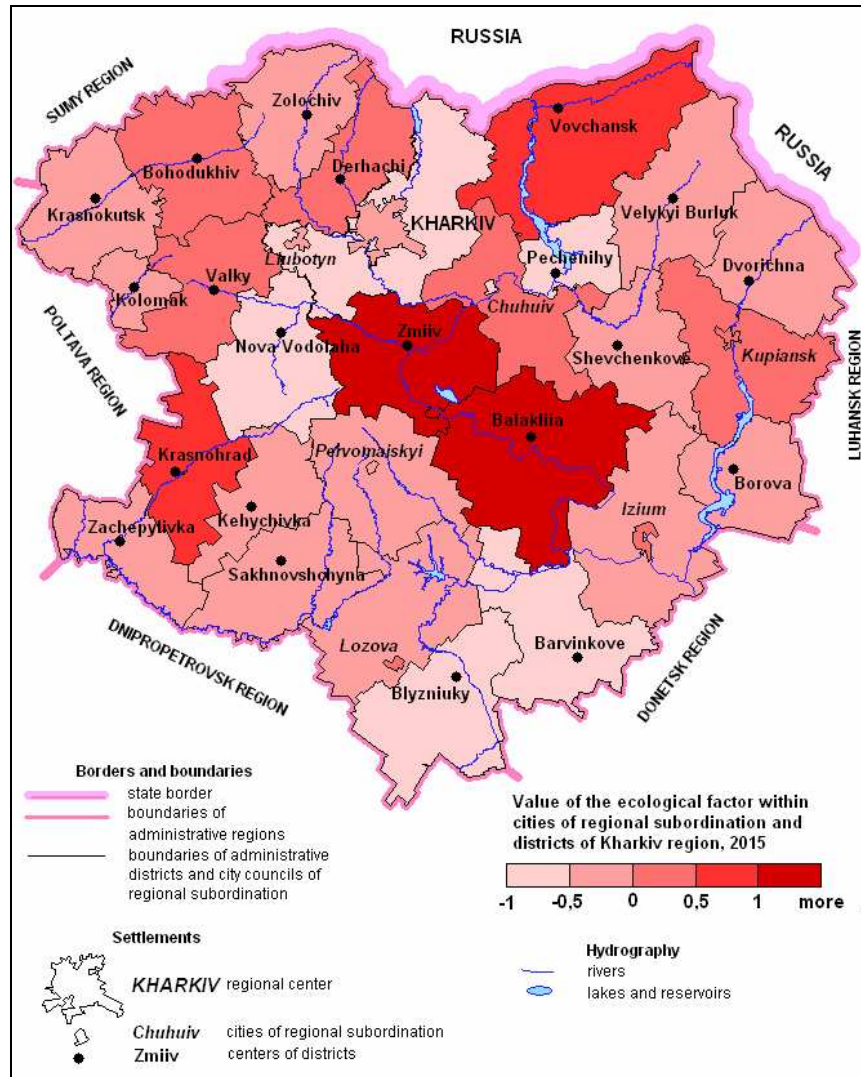 RUSSIA
SUMY REGION
Zolochiv
Vovchansk
Bohodukhiv
Derhachi
RUSSIA
Krasnokutsk
KHARKIV
Velykyi Burluk
Liubotyn
Pechenihy
Valky
Dvorichna
Kolomak
Chuhuiv
POLTAVA REGION
Zmiiv
Nova Vodolaha
Shevchenkove
Kupiansk
LUHANSK REGION
Balakliia
Krasnohrad
Pervomajskyi
Borova
Kehychivka
Izium
Zachepylivka
Sakhnovshchyna
DNIPROPETROVSK REGION
Lozova
Barvinkove
DONETSK REGION
Blyzniuky
Borders and boundaries
state border
boundaries of
administrative regions
boundaries of administrative
districts and city councils of
regional subordination
Value of the ecological factor within
cities of regional subordination and
districts of Kharkiv region, 2015
-1 -0,5 0 0,5 1 more
Settlements
KHARKIV regional center
Chuhuiv cities of regional subordination
Zmiiv centers of districts
Hydrography
rivers
lakes and reservoirs